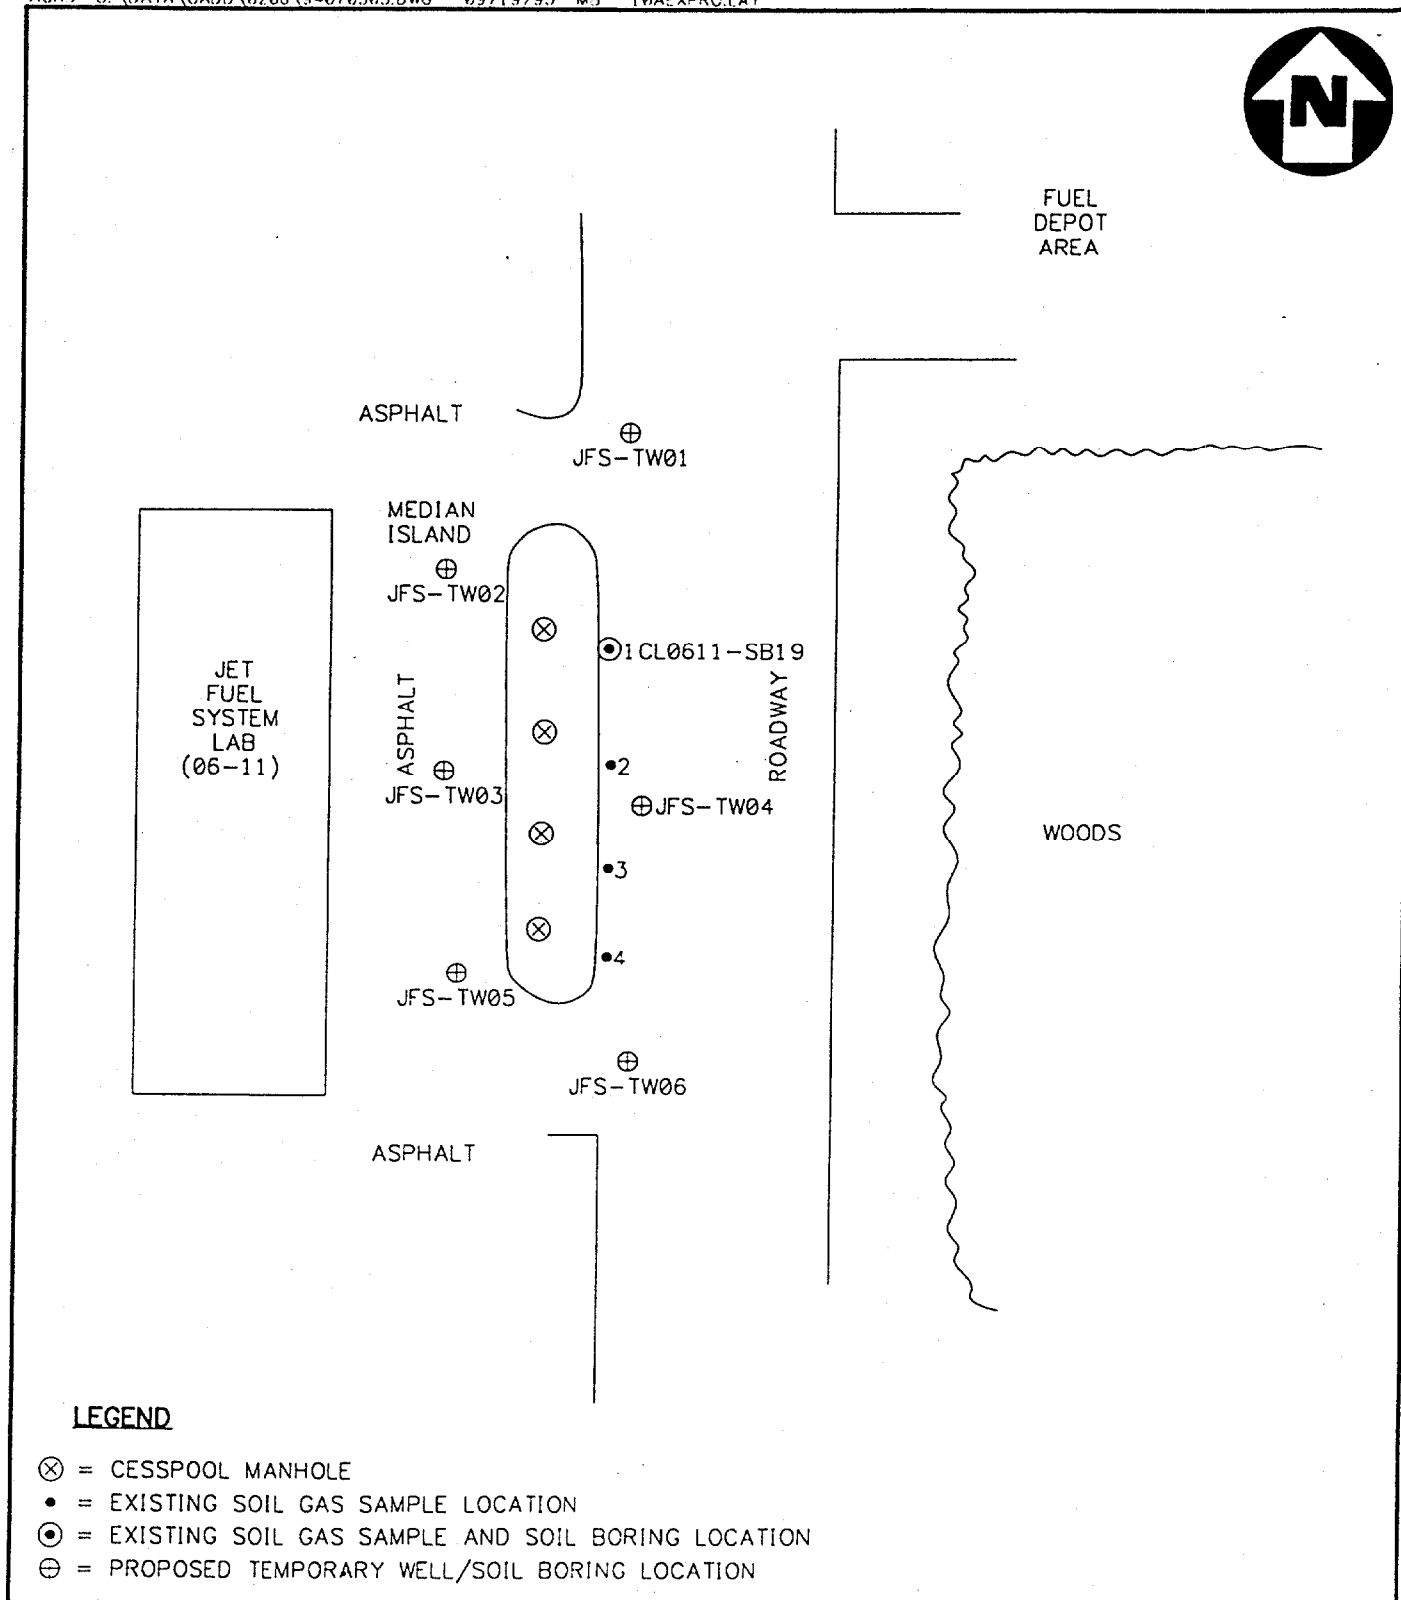 N
FUEL
DEPOT
AREA
ASPHALT
JFS-TW01
MEDIAN
ISLAND
JFS-TW02
1CL0611-SB19
JET
FUEL
SYSTEM
LAB
(06-11)
ASPHALT
ROADWAY
2
JFS-TW03
JFS-TW04
WOODS
3
4
JFS-TW05
JFS-TW06
ASPHALT
LEGEND
= CESSPOOL MANHOLE
= EXISTING SOIL GAS SAMPLE LOCATION
= EXISTING SOIL GAS SAMPLE AND SOIL BORING LOCATION
= PROPOSED TEMPORARY WELL/SOIL BORING LOCATION